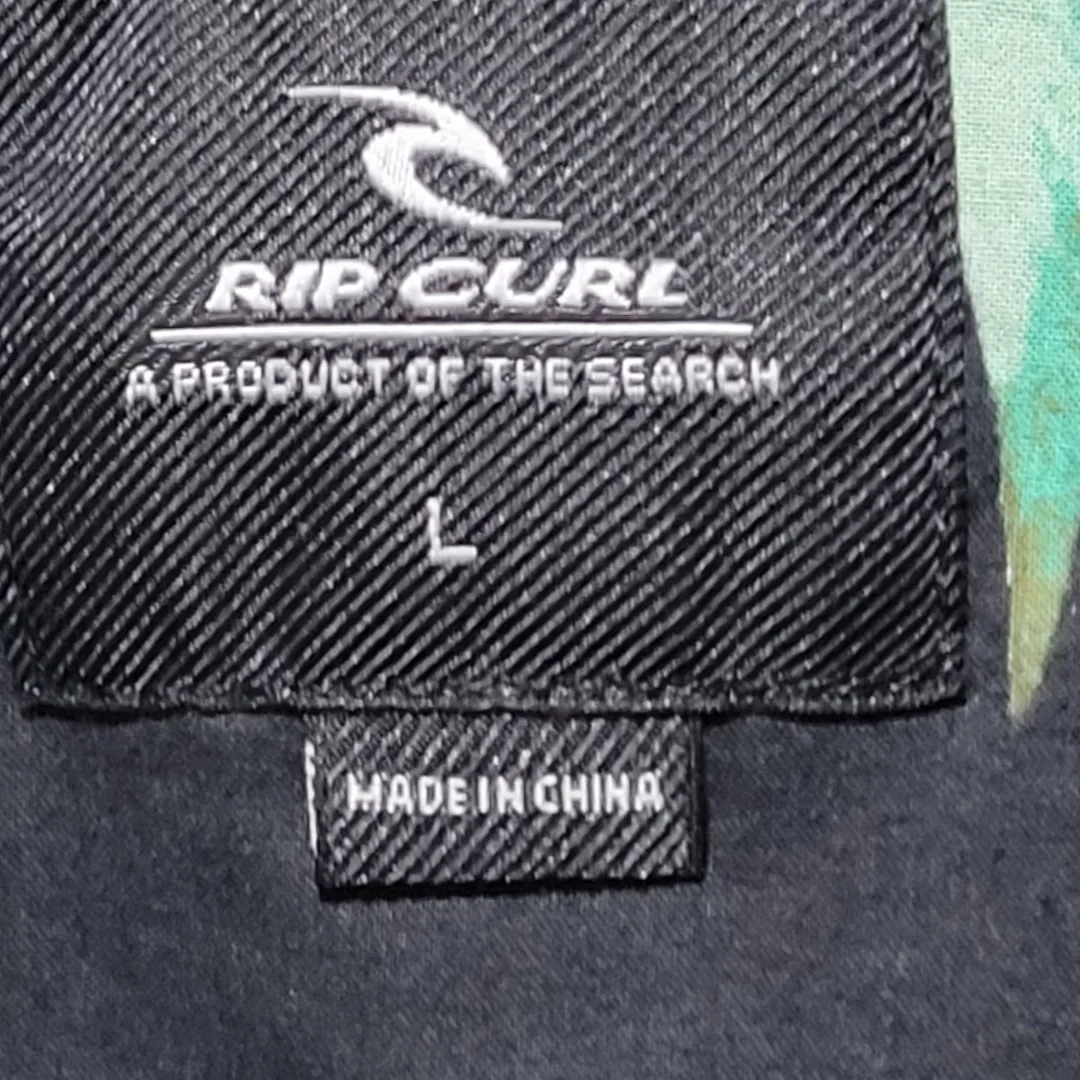 RIP CURL
A PRODUCT OF THE SEARCH
L
MADE IN CHINA